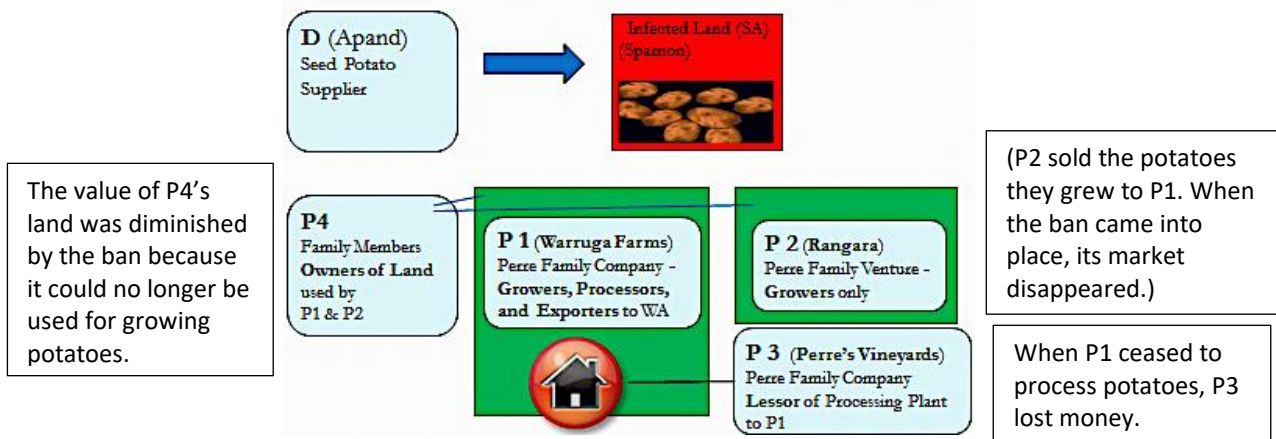 D (Apand)
Seed Potato
Supplier
Infected Land (SA)
(Sparnon)
The value of P4’s
land was diminished
by the ban because
it could no longer be
used for growing
potatoes.
P4
Family Members
Owners of Land
used by
P1 & P2
P 1 (Warruga Farms)
Perre Family Company -
Growers, Processors,
and Exporters to WA
P 2 (Rangara)
Perre Family Venture -
Growers only
(P2 sold the potatoes
they grew to P1. When
the ban came into
place, its market
disappeared.)
P 3 (Perre's Vineyards)
Perre Family Company
Lessor of Processing Plant
to P1
When P1 ceased to
process potatoes, P3
lost money.